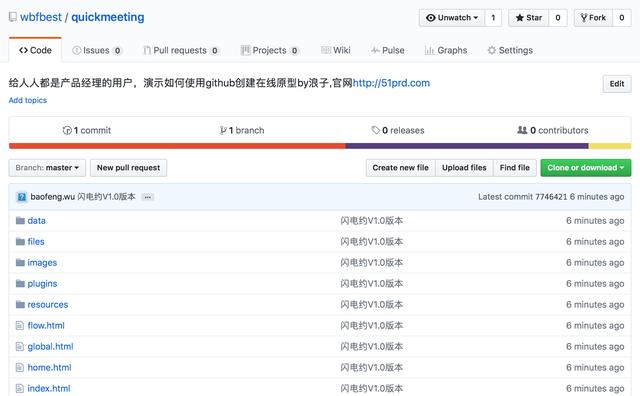 wbfbest / quickmeeting
Unwatch 1 Star 0 Fork 0
Code Issues 0 Pull requests 0 Projects 0 Wiki Pulse Graphs Settings
给人人都是产品经理的用户，演示如何使用github创建在线原型by浪子,官网http://51prd.com Edit
Add topics
1 commit 1 branch 0 releases 0 contributors
Branch: master New pull request Create new file Upload files Find file Clone or download
baofeng.wu 闪电约V1.0版本 ... Latest commit 7746421 6 minutes ago
data 闪电约V1.0版本 6 minutes ago
files 闪电约V1.0版本 6 minutes ago
images 闪电约V1.0版本 6 minutes ago
plugins 闪电约V1.0版本 6 minutes ago
resources 闪电约V1.0版本 6 minutes ago
flow.html 闪电约V1.0版本 6 minutes ago
global.html 闪电约V1.0版本 6 minutes ago
home.html 闪电约V1.0版本 6 minutes ago
index.html 闪电约V1.0版本 6 minutes ago